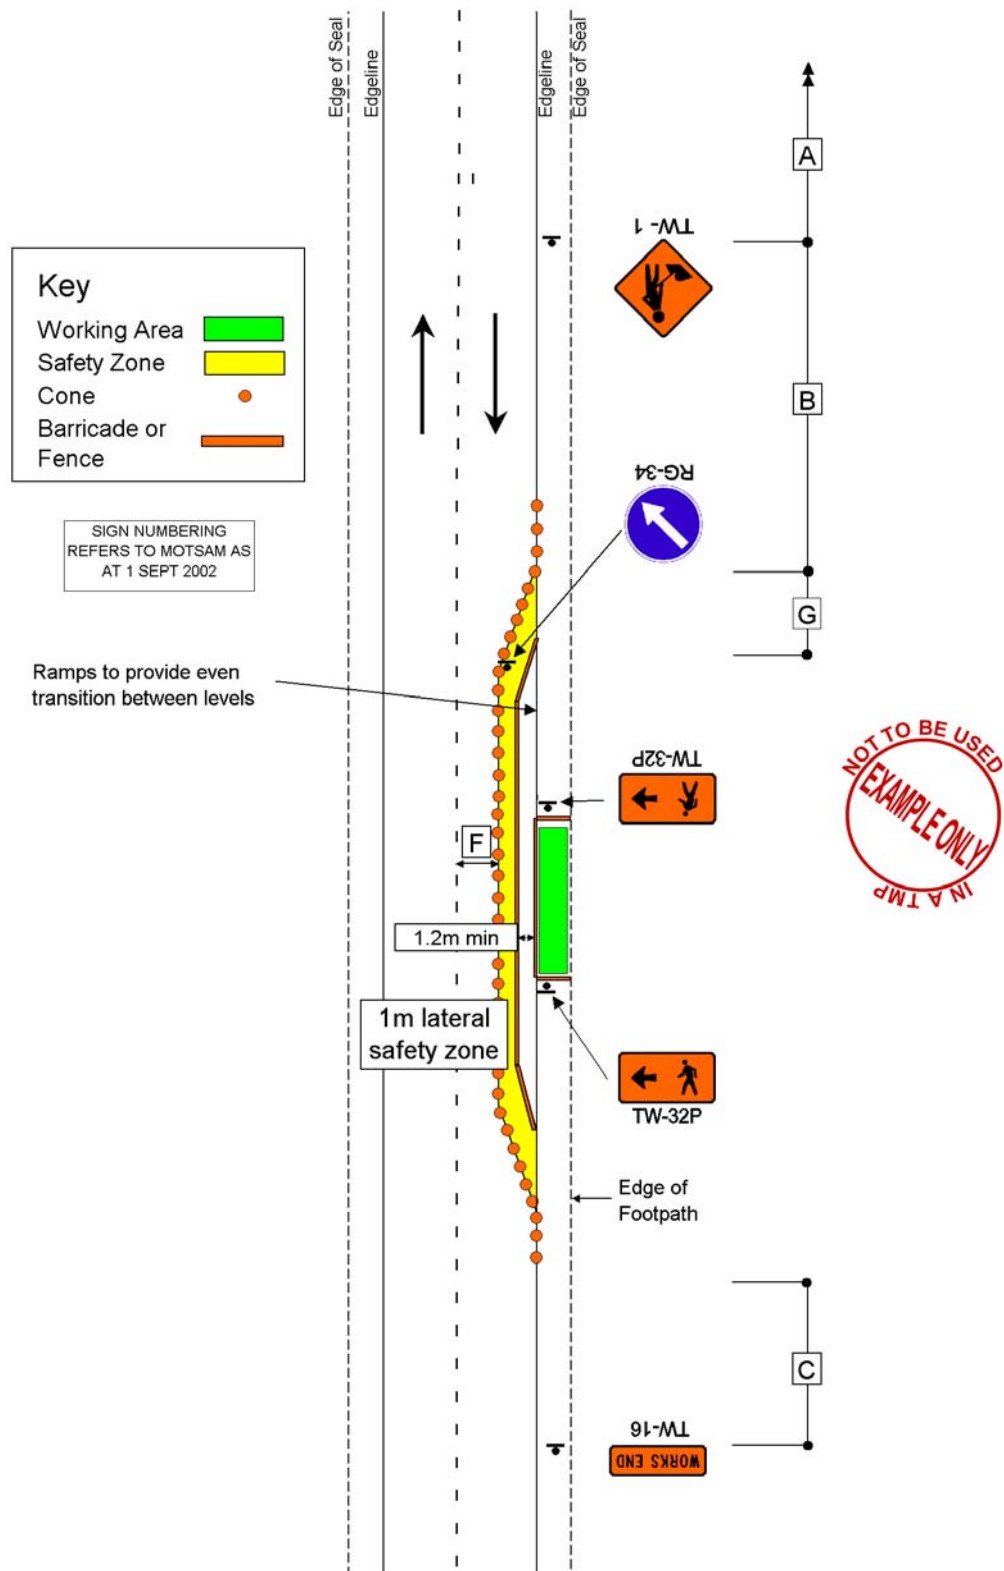 Edge of Seal
Edgeline
Edgeline
Edge of Seal
A
TW- 1
Key
Working Area
Safety Zone
Cone
Barricade or
Fence
B
RG-34
SIGN NUMBERING
REFERS TO MOTSAM AS
AT 1 SEPT 2002
G
Ramps to provide even
transition between levels
NOT TO BE USED
EXAMPLE ONLY
IN A TMP
TW-32P
F
1.2m min
1m lateral
safety zone
TW-32P
Edge of
Footpath
C
TW-16
WORKS END